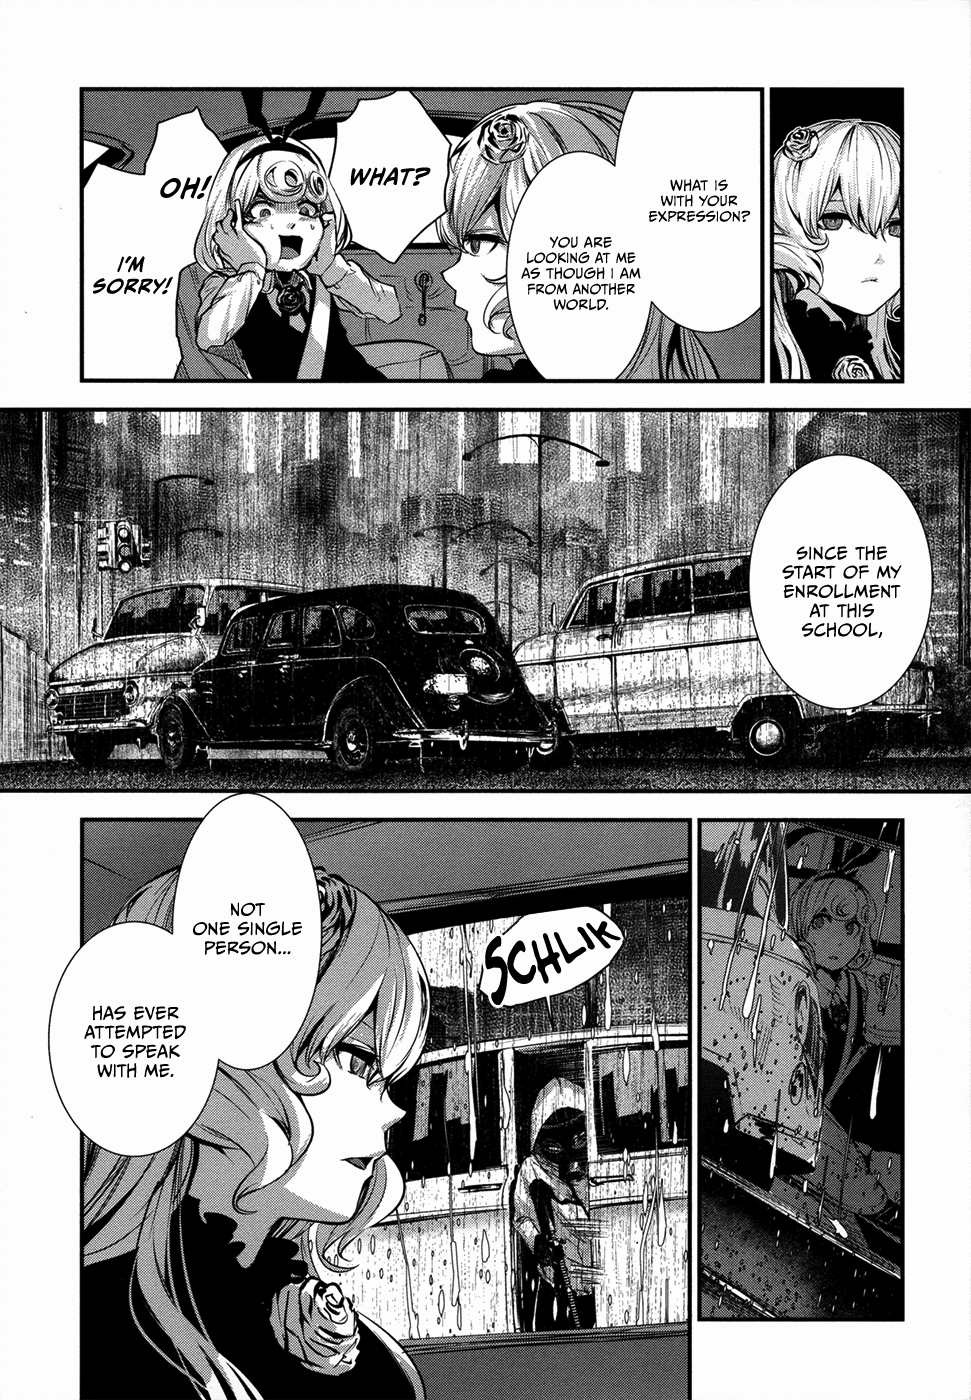 WHAT IS
WITH YOUR
EXPRESSION?
YOU ARE
LOOKING AT ME
AS THOUGH I AM
FROM ANOTHER
WORLD.
WHAT?
OH!
I'M
SORRY!
SINCE THE
START OF MY
ENROLLMENT
AT THIS
SCHOOL,
NOT
ONE SINGLE
PERSON...
HAS EVER
ATTEMPTED
TO SPEAK
WITH ME.
SCHLIK